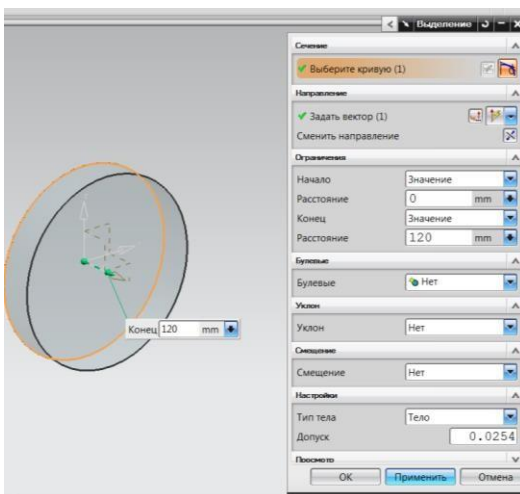 Выделение
Сечение
Выберите кривую (1)
Направление
Задать вектор (1)
Сменить направление
Ограничения
Начало Значение
Расстояние 0 mm
Конец Значение
Расстояние 120 mm
Булевые
Булевые Нет
Уклон
Уклон Нет
Смещение
Смещение Нет
Настройки
Тип тела Тело
Допуск 0.0254
Просмотр
OK Применить Отмена
Конец 120 mm